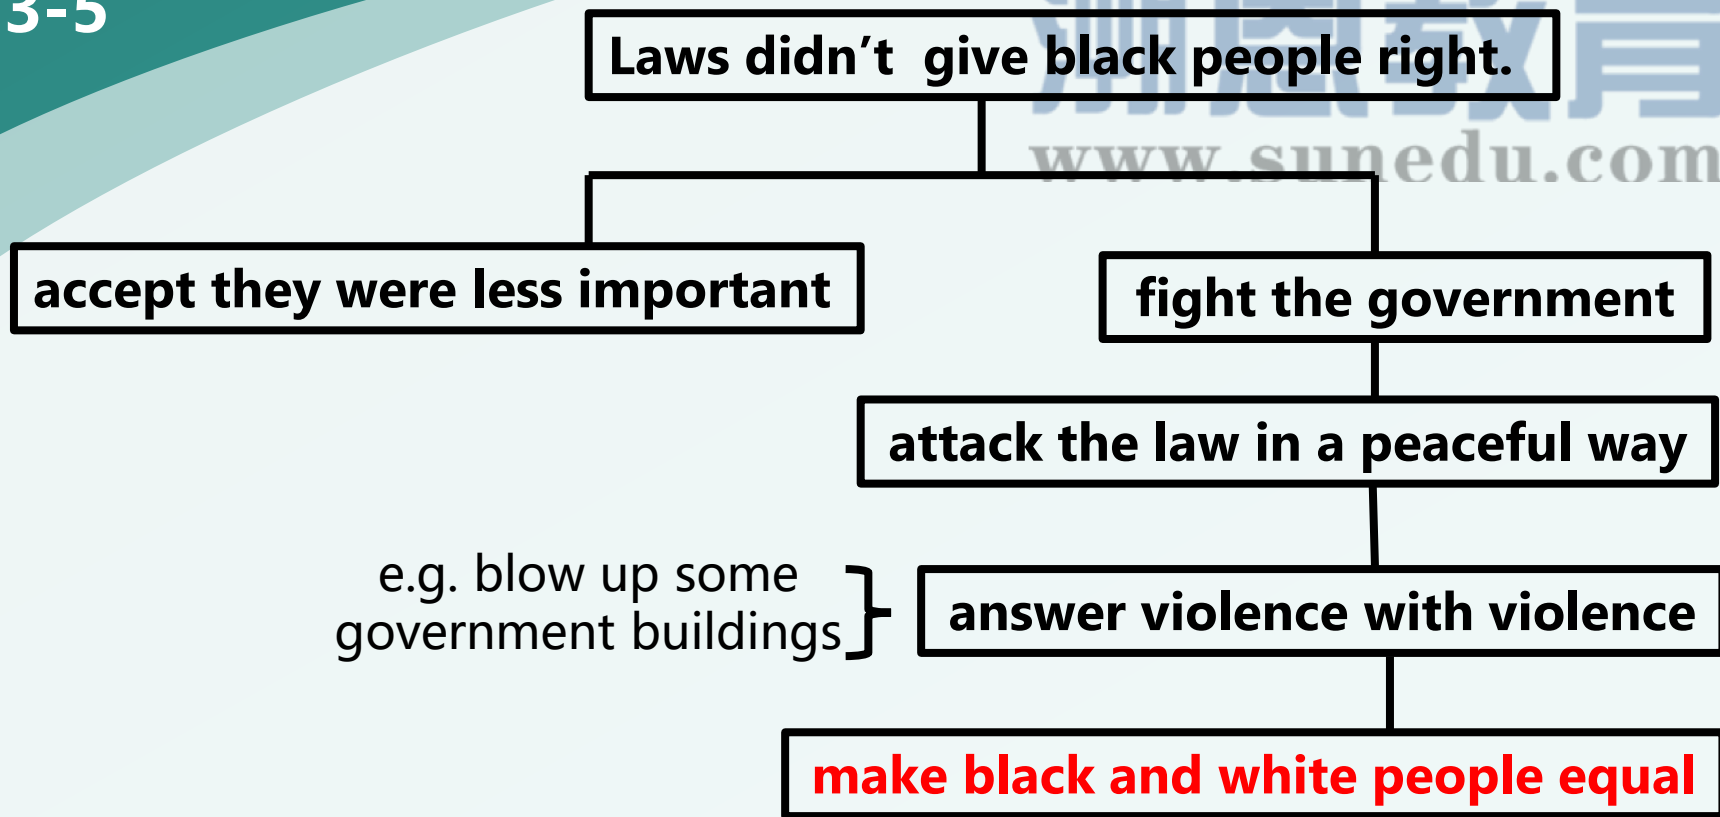 3-5
Laws didn’t give black people right.
www.sunedu.com
accept they were less important
fight the government
attack the law in a peaceful way
e.g. blow up some
government buildings
answer violence with violence
make black and white people equal